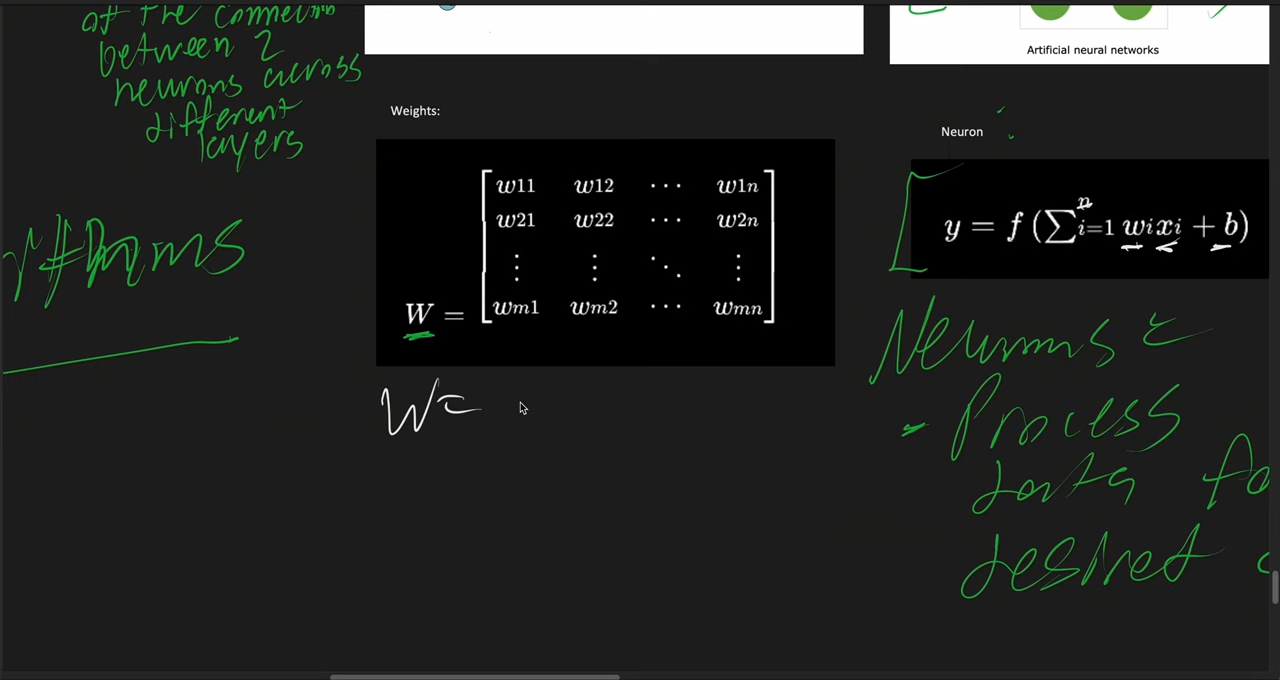 of the connection
between 2
neurons across
different
layers
Artificial neural networks
Weights:
Neuron
W = [ w11 w12 ··· w1n
w21 w22 ··· w2n
⋮ ⋮ ⋱ ⋮
wm1 wm2 ··· wmn ]
y = f (∑ni=1 wixi + b)
W =
Neurons:
- Process
data fo
desired